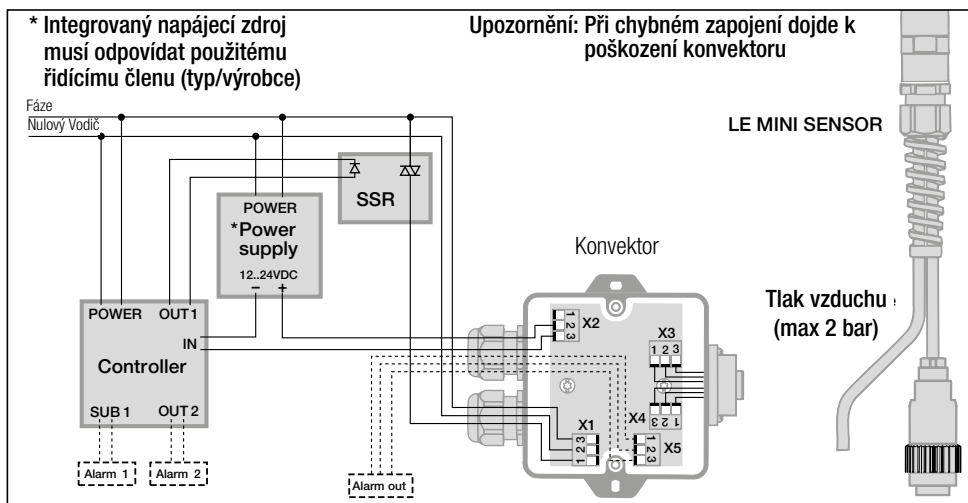 * Integrovaný napájecí zdroj
musí odpovídat použitému
řídícímu členu (typ/výrobce)
Upozornění: Při chybném zapojení dojde k
poškození konvektoru
Fáze
Nulový Vodič
LE MINI SENSOR
SSR
POWER
*Power
supply
12..24VDC
− +
Konvektor
Tlak vzduchu
(max 2 bar)
POWER OUT1
IN
Controller
SUB 1 OUT 2
Alarm 1
Alarm 2
Alarm out
1
2
3
X2
X3
1 2 3
X4
3 2 1
X1
3
2
1
1
2
3
X5